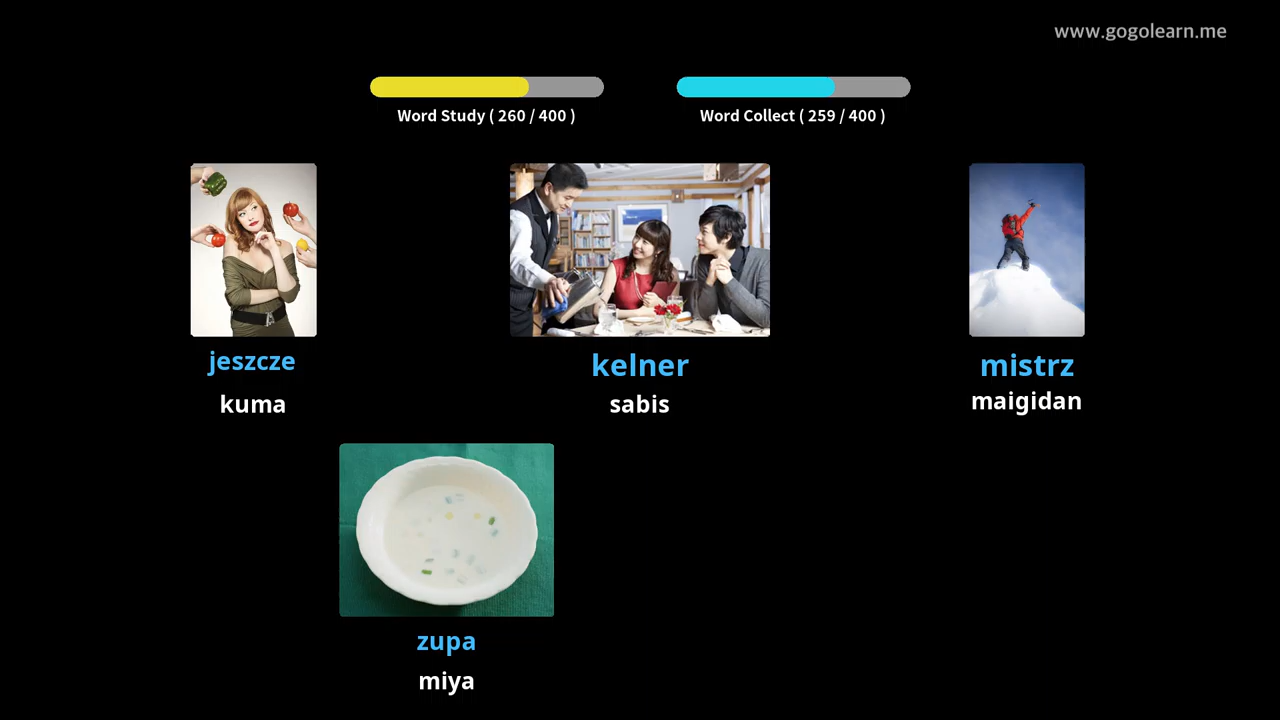 www.gogolearn.me
Word Study ( 260 / 400 )
Word Collect ( 259 / 400 )
jeszcze
kuma
kelner
sabis
mistrz
maigidan
zupa
miya